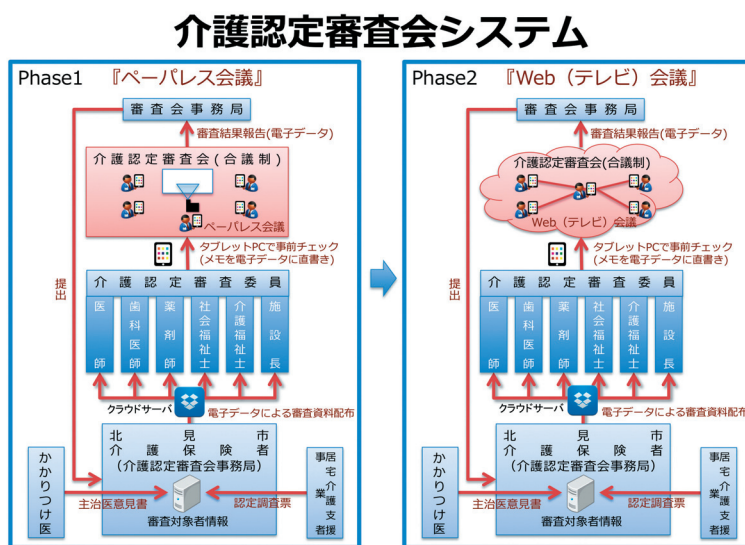 介護認定審査会システム
Phase1 『ペーパレス会議』
審査会事務局
審査結果報告(電子データ)
介護認定審査会(合議制)
ペーパレス会議
タブレットPCで事前チェック
(メモを電子データに直書き)
提出
介護認定審査委員
医師
歯科医師
薬剤師
社会福祉士
介護福祉士
施設長
クラウドサーバ
電子データによる審査資料配布
北見市
介護保険者
(介護認定審査会事務局)
かかりつけ医
主治医意見書
認定調査票
居宅介護支援
事業者
審査対象者情報
Phase2 『Web（テレビ）会議』
審査会事務局
審査結果報告(電子データ)
介護認定審査会(合議制)
Web（テレビ）会議
タブレットPCで事前チェック
(メモを電子データに直書き)
提出
介護認定審査委員
医師
歯科医師
薬剤師
社会福祉士
介護福祉士
施設長
クラウドサーバ
電子データによる審査資料配布
北見市
介護保険者
(介護認定審査会事務局)
かかりつけ医
主治医意見書
認定調査票
居宅介護支援
事業者
審査対象者情報